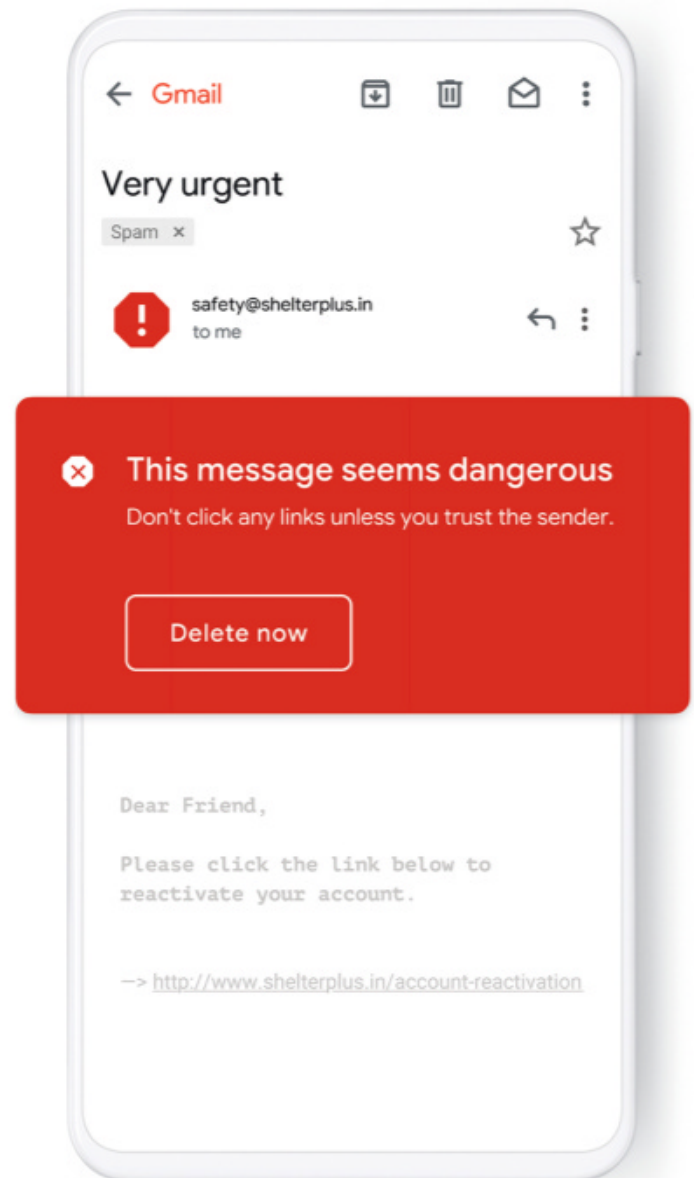 Gmail
Very urgent
Spam ×
safety@shelterplus.in
to me
This message seems dangerous
Don't click any links unless you trust the sender.
Delete now
Dear Friend,
Please click the link below to
reactivate your account.
—> http://www.shelterplus.in/account-reactivation